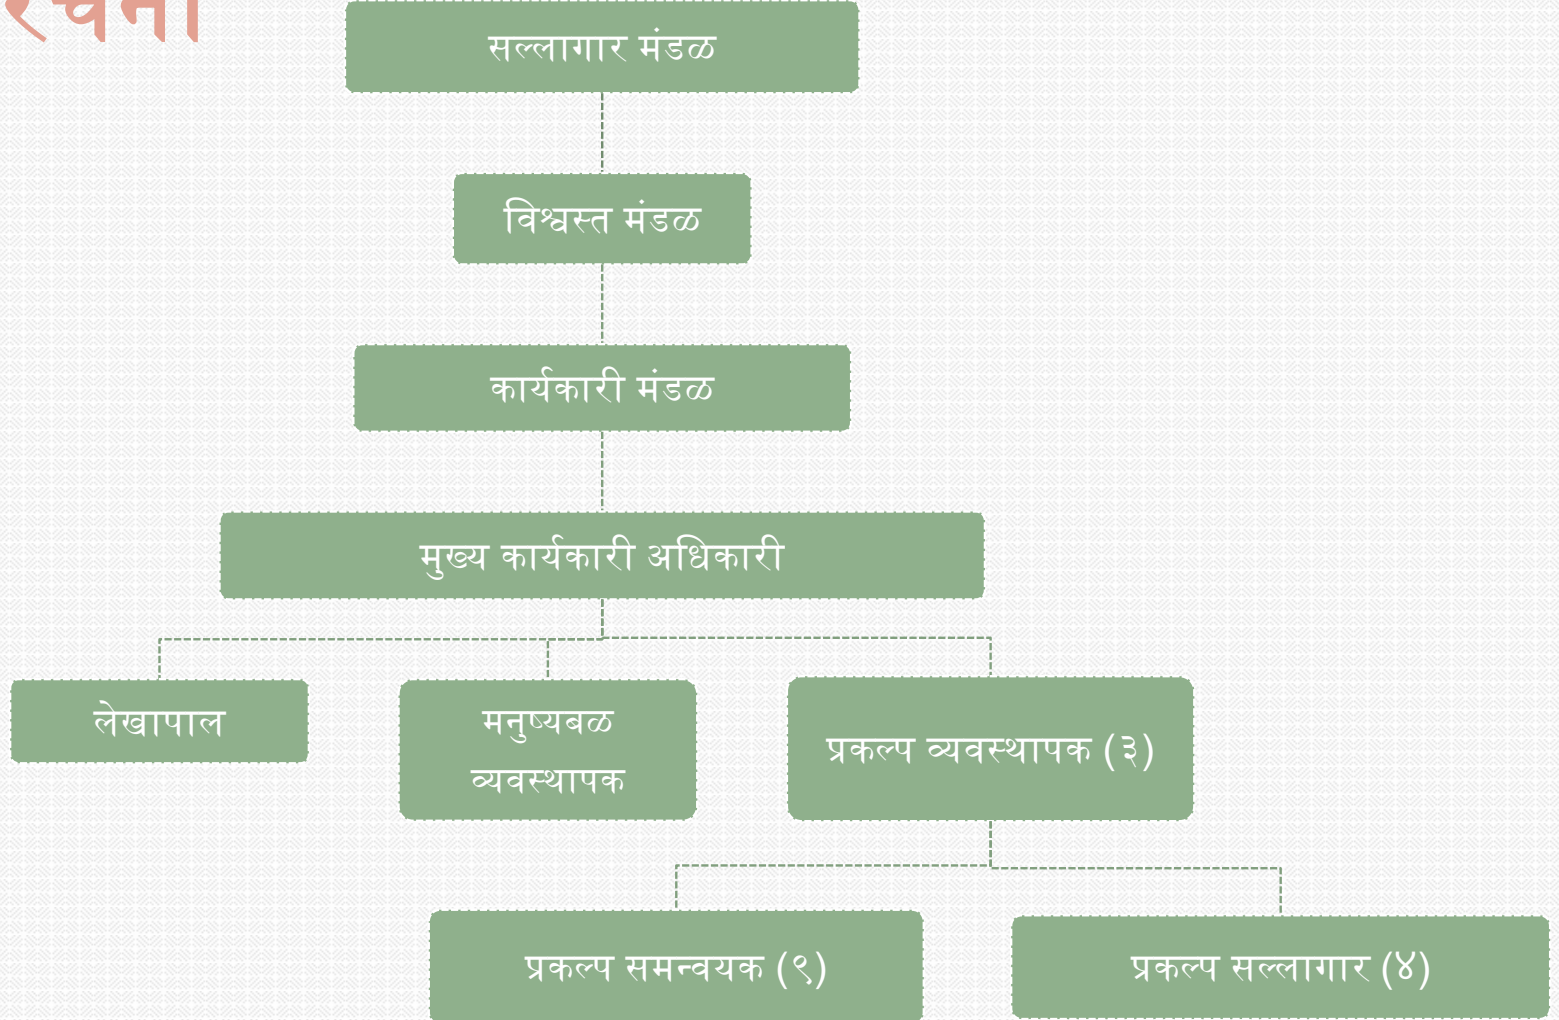 रचना
सल्लागार मंडळ
विश्वस्त मंडळ
कार्यकारी मंडळ
मुख्य कार्यकारी अधिकारी
लेखापाल
मनुष्यबळ
व्यवस्थापक
प्रकल्प व्यवस्थापक (३)
प्रकल्प समन्वयक (९)
प्रकल्प सल्लागार (४)